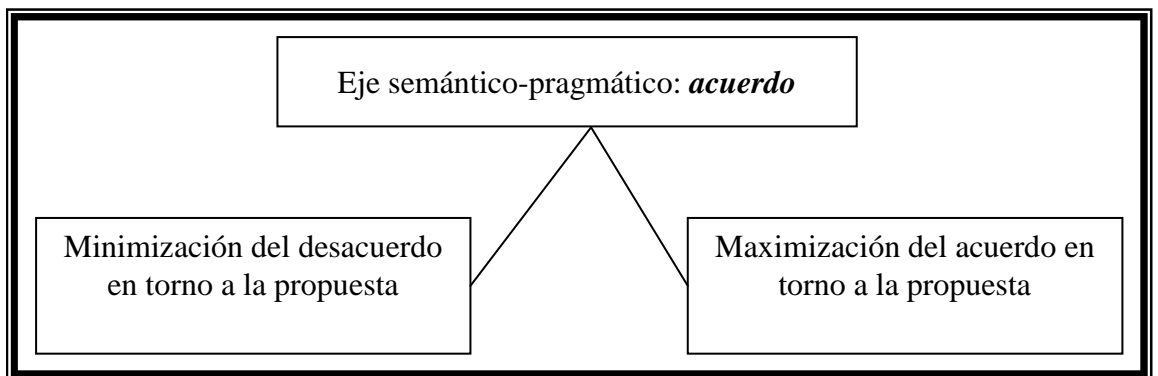 Eje semántico-pragmático: acuerdo
Minimización del desacuerdo
en torno a la propuesta
Maximización del acuerdo en
torno a la propuesta